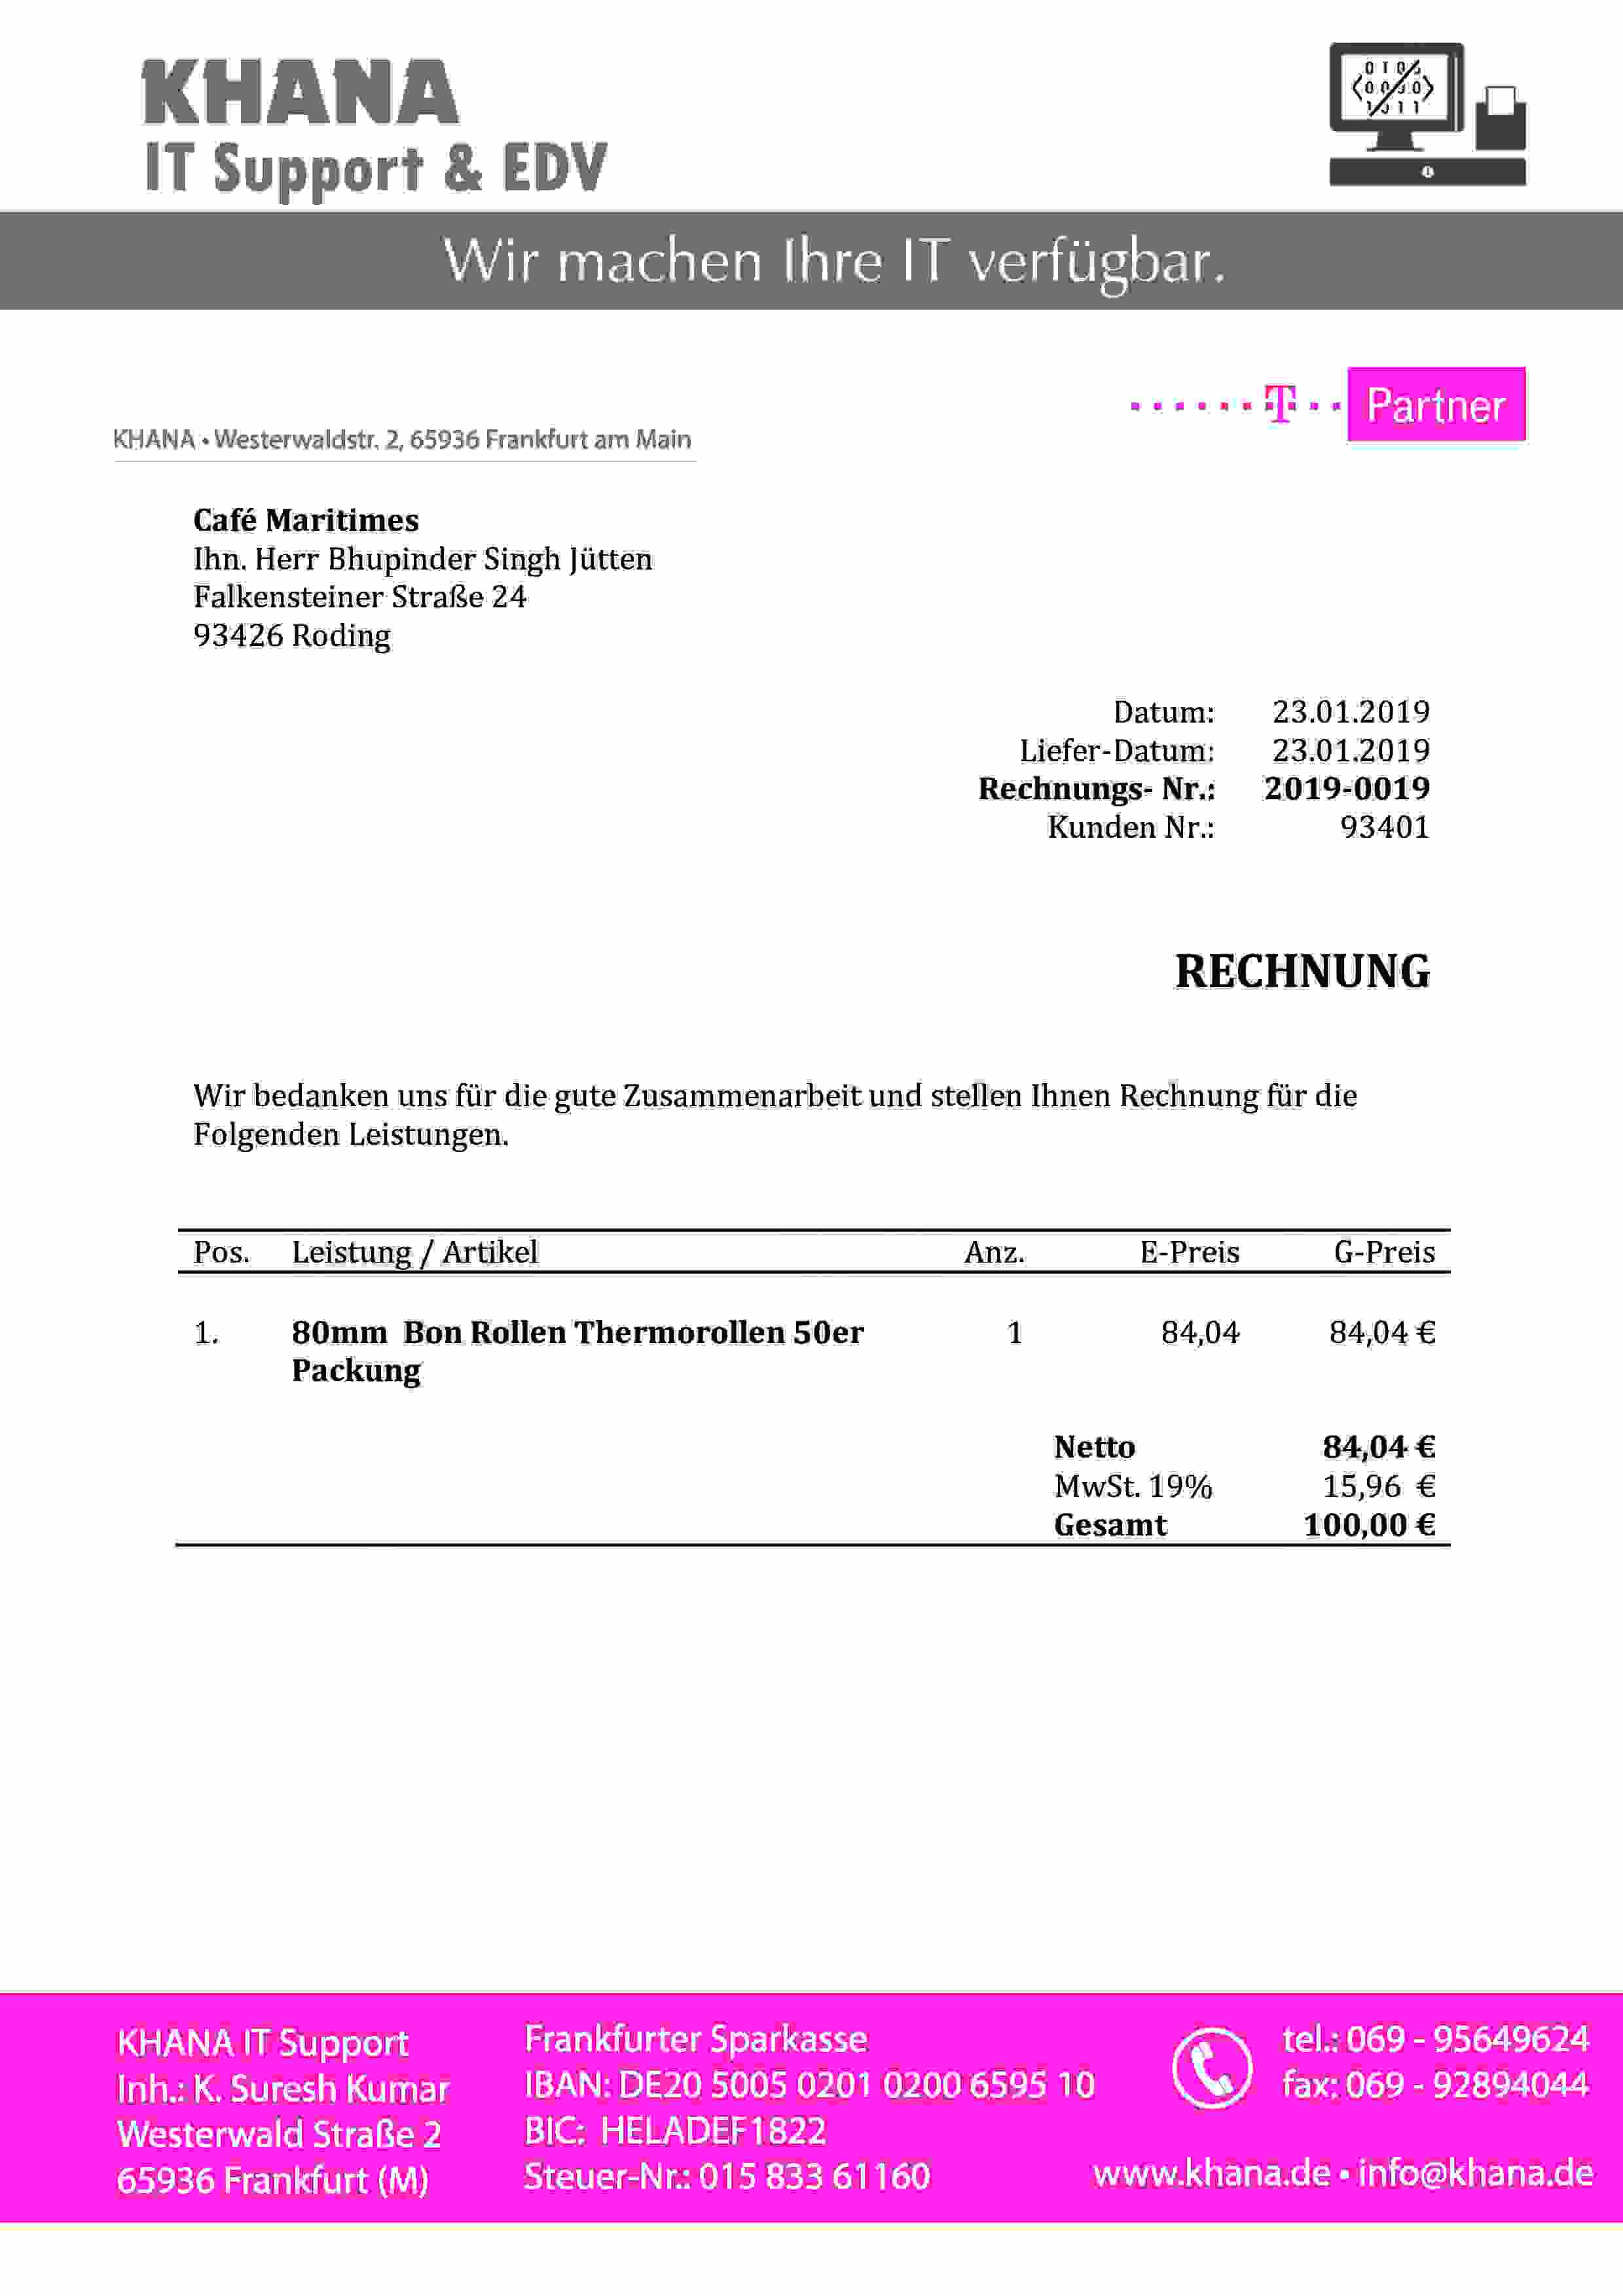 KHANA
IT Support & EDV
Wir machen Ihre IT verfügbar.
T Partner
KHANA • Westerwaldstr. 2, 65936 Frankfurt am Main
Café Maritimes
Ihn. Herr Bhupinder Singh Jütten
Falkensteiner Straße 24
93426 Roding
Datum: 23.01.2019
Liefer-Datum: 23.01.2019
Rechnungs- Nr.: 2019-0019
Kunden Nr.: 93401
RECHNUNG
Wir bedanken uns für die gute Zusammenarbeit und stellen Ihnen Rechnung für die
Folgenden Leistungen.
Pos. Leistung / Artikel Anz. E-Preis G-Preis
1. 80mm Bon Rollen Thermorollen 50er 1 84,04 84,04 €
Packung
Netto 84,04 €
MwSt. 19% 15,96 €
Gesamt 100,00 €
KHANA IT Support
Inh.: K. Suresh Kumar
Westerwald Straße 2
65936 Frankfurt (M)
Frankfurter Sparkasse
IBAN: DE20 5005 0201 0200 6595 10
BIC: HELADEF1822
Steuer-Nr.: 015 833 61160
tel.: 069 - 95649624
fax: 069 - 92894044
www.khana.de • info@khana.de